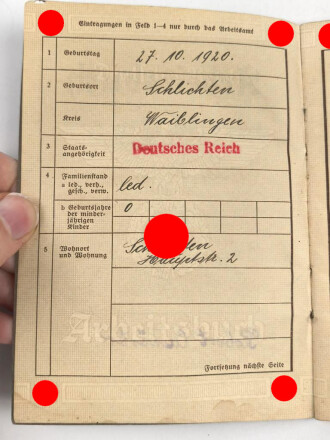 Eintragungen in Feld 1—4 nur durch das Arbeitsamt
1 Geburtstag 27. 10. 1920.
2 Geburtsort Schlichten
Kreis Waiblingen
3 Staats-
angehörigkeit Deutsches Reich
4 Familienstand
a led., verh.,
gesch., verw. led.
b Geburtsjahre
der minder-
jährigen
Kinder 0
5 Wohnort
und Wohnung
Hauptstr. 2
Arbeitsbuch
Fortsetzung nächste Seite